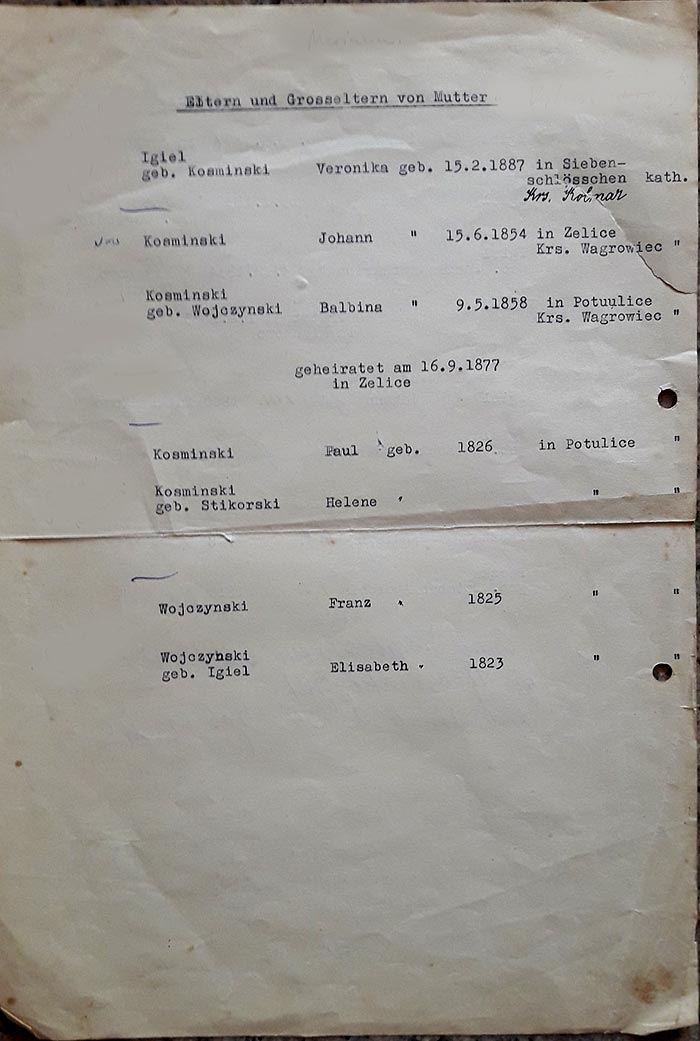 Eltern und Grosseltern von Mutter
Igiel
geb. Kosminski Veronika geb. 15.2.1887 in Sieben-
schlösschen kath.
Krs. Kolmar
Kosminski Johann " 15.6.1854 in Zelice
Krs. Wagrowiec "
Kosminski
geb. Wojczynski Balbina " 9.5.1858 in Potuulice
Krs. Wagrowiec "
geheiratet am 16.9.1877
in Zelice
Kosminski Paul geb. 1826 in Potulice "
Kosminski
geb. Stikorski Helene " " "
Wojczynski Franz " 1825 " "
Wojczynski
geb. Igiel Elisabeth " 1823 " "